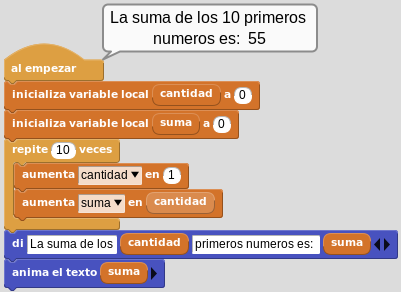 La suma de los 10 primeros
numeros es: 55
al empezar
inicializa variable local cantidad a 0
inicializa variable local suma a 0
repite 10 veces
aumenta cantidad en 1
aumenta suma en cantidad
di La suma de los cantidad primeros numeros es: suma
anima el texto suma